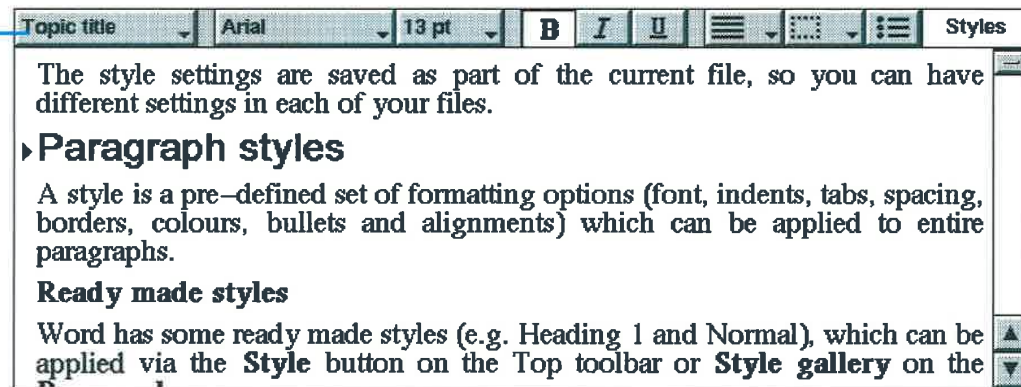 Topic title Arial 13 pt B I U Styles
The style settings are saved as part of the current file, so you can have
different settings in each of your files.
Paragraph styles
A style is a pre–defined set of formatting options (font, indents, tabs, spacing,
borders, colours, bullets and alignments) which can be applied to entire
paragraphs.
Ready made styles
Word has some ready made styles (e.g. Heading 1 and Normal), which can be
applied via the Style button on the Top toolbar or Style gallery on the